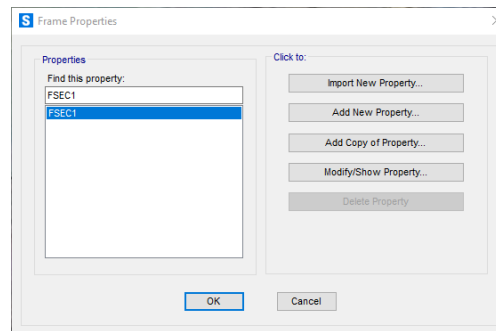 S Frame Properties
Properties
Find this property:
FSEC1
FSEC1
Click to:
Import New Property...
Add New Property...
Add Copy of Property...
Modify/Show Property...
Delete Property
OK
Cancel